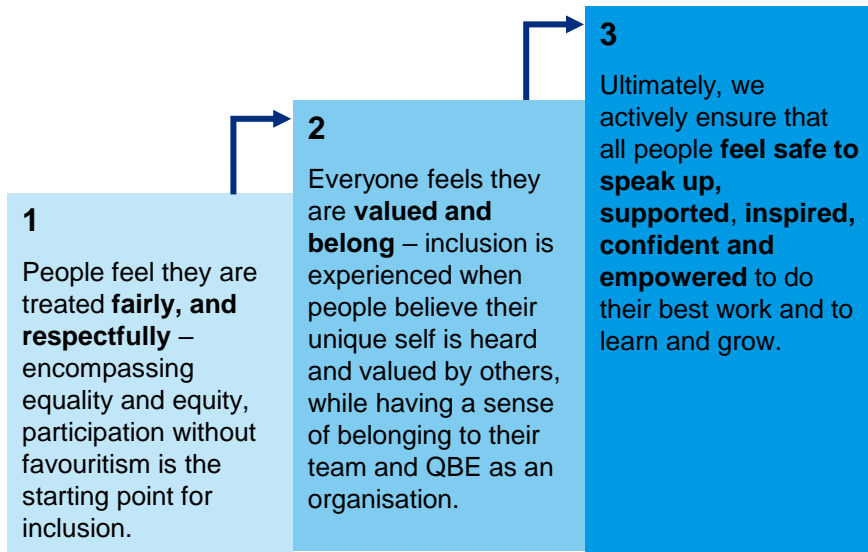 1
People feel they are
treated fairly, and
respectfully –
encompassing
equality and equity,
participation without
favouritism is the
starting point for
inclusion.
2
Everyone feels they
are valued and
belong – inclusion is
experienced when
people believe their
unique self is heard
and valued by others,
while having a sense
of belonging to their
team and QBE as an
organisation.
3
Ultimately, we
actively ensure that
all people feel safe to
speak up,
supported, inspired,
confident and
empowered to do
their best work and to
learn and grow.